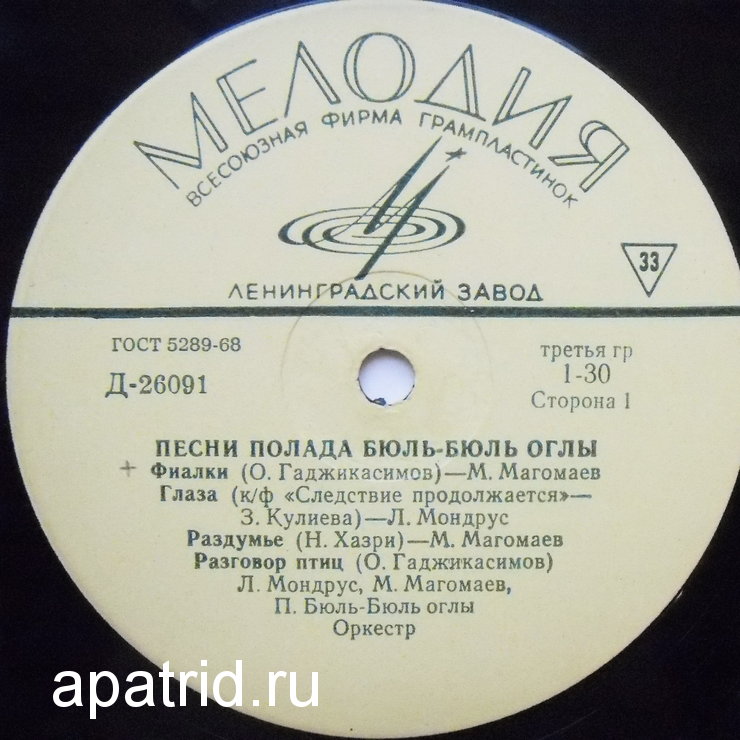 МЕЛОДИЯ
ВСЕСОЮЗНАЯ ФИРМА ГРАМПЛАСТИНОК
33
ЛЕНИНГРАДСКИЙ ЗАВОД
ГОСТ 5289-68
Д-26091
третья гр
1-30
Сторона 1
ПЕСНИ ПОЛАДА БЮЛЬ-БЮЛЬ ОГЛЫ
+ Фиалки (О. Гаджикасимов)—М. Магомаев
Глаза (к/ф «Следствие продолжается»—
З. Кулиева)—Л. Мондрус
Раздумье (Н. Хазри)—М. Магомаев
Разговор птиц (О. Гаджикасимов)
Л. Мондрус, М. Магомаев,
П. Бюль-Бюль оглы
Оркестр
apatrid.ru